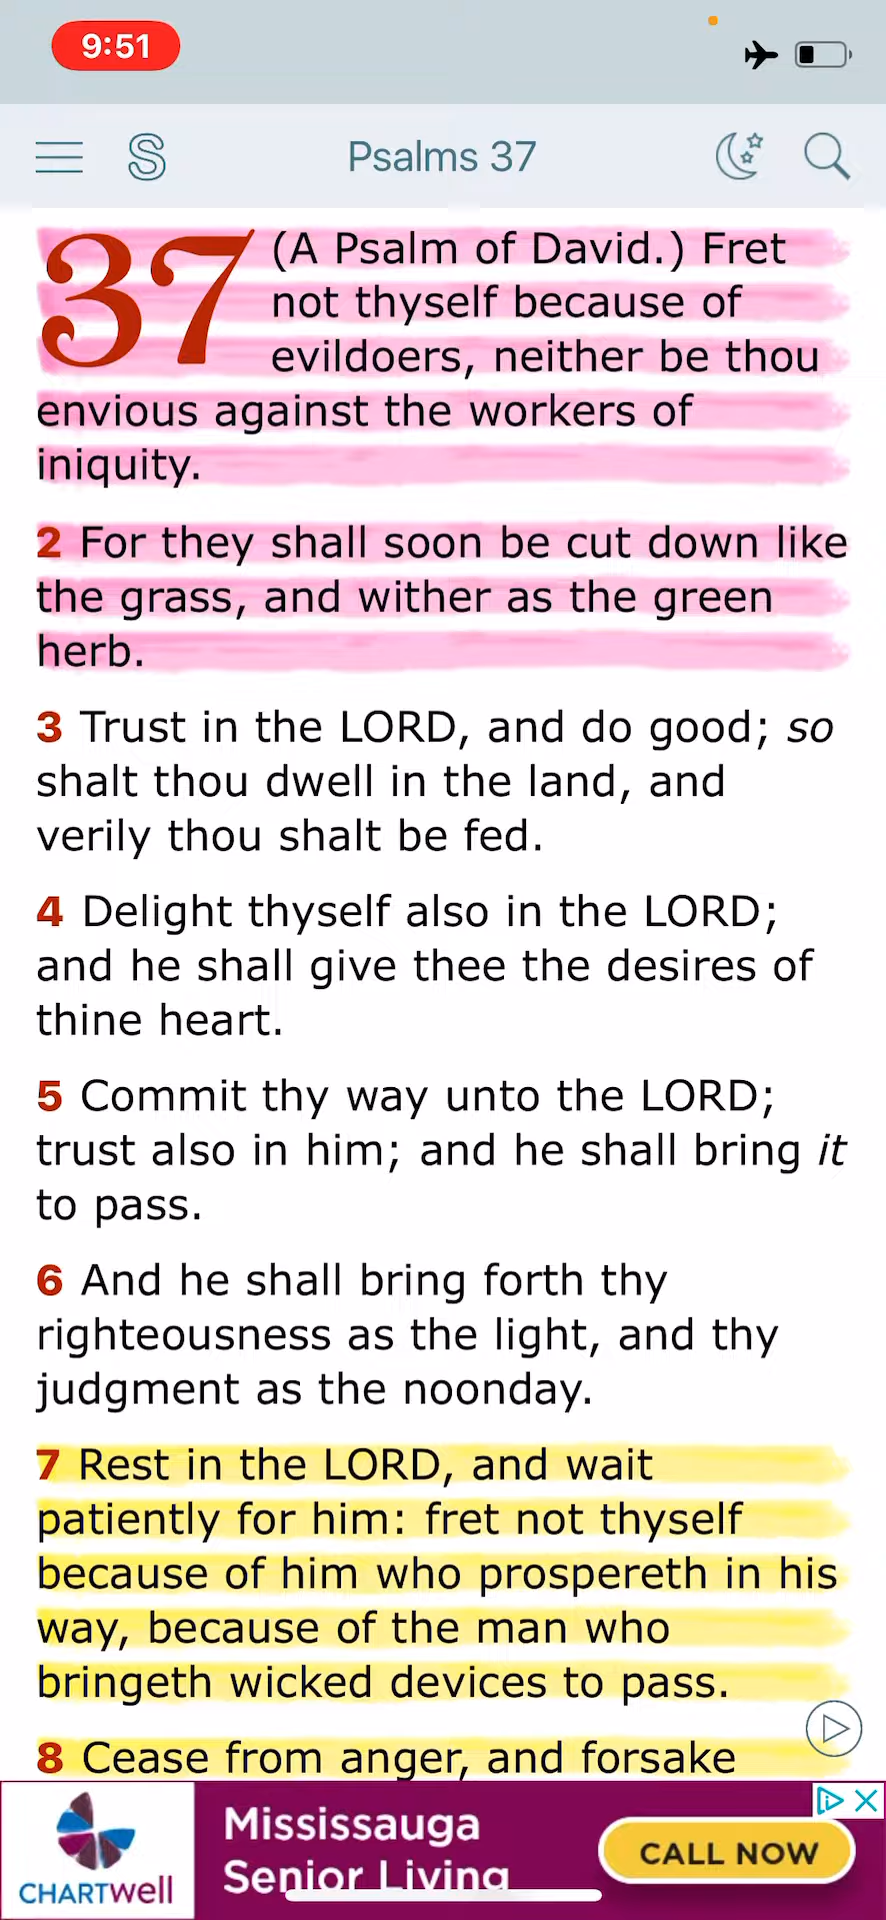 9:51
S
Psalms 37
37 (A Psalm of David.) Fret
not thyself because of
evildoers, neither be thou
envious against the workers of
iniquity.
2 For they shall soon be cut down like
the grass, and wither as the green
herb.
3 Trust in the LORD, and do good; so
shalt thou dwell in the land, and
verily thou shalt be fed.
4 Delight thyself also in the LORD;
and he shall give thee the desires of
thine heart.
5 Commit thy way unto the LORD;
trust also in him; and he shall bring it
to pass.
6 And he shall bring forth thy
righteousness as the light, and thy
judgment as the noonday.
7 Rest in the LORD, and wait
patiently for him: fret not thyself
because of him who prospereth in his
way, because of the man who
bringeth wicked devices to pass.
8 Cease from anger, and forsake
CHARTwell
Mississauga
Senior Living
CALL NOW